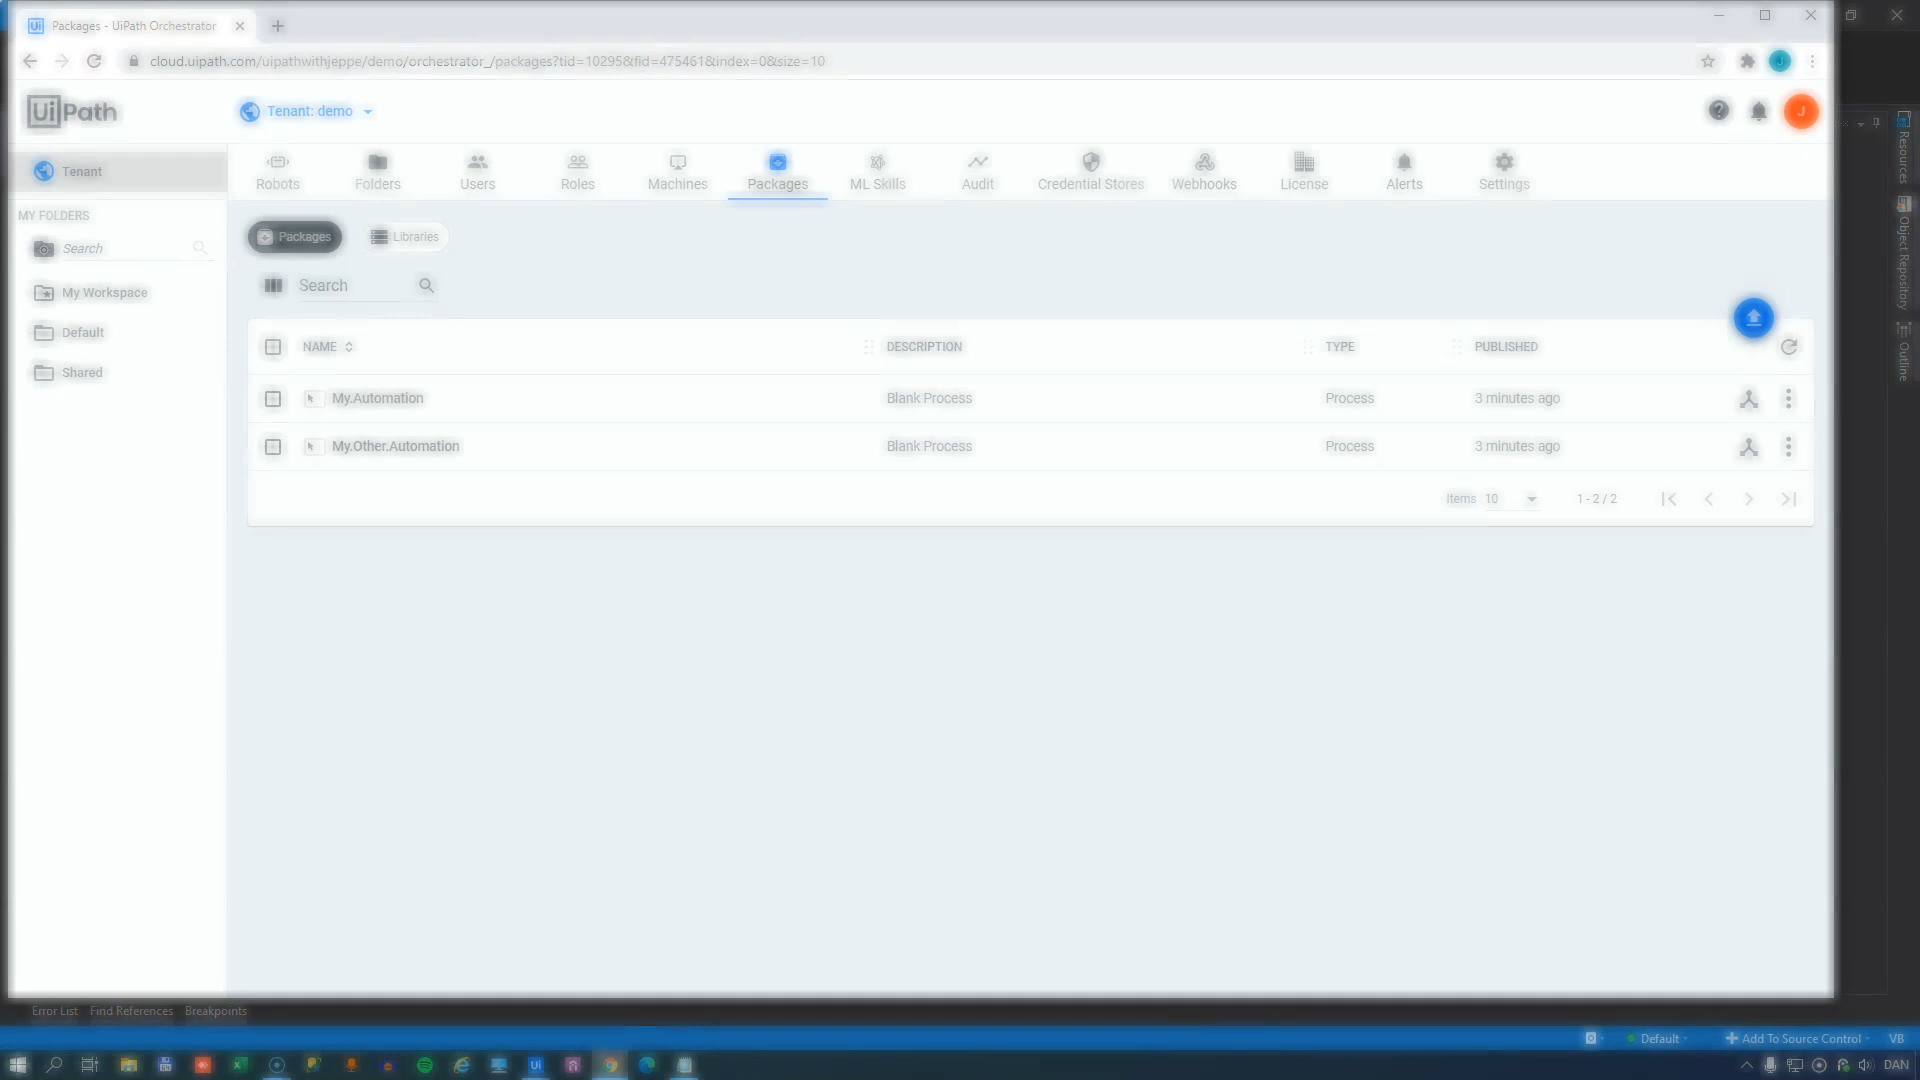 Packages - UiPath Orchestrator
cloud.uipath.com/uipathwithjeppe/demo/orchestrator_/packages?tid=10295&fid=475461&index=0&size=10
UiPath
Tenant: demo
J
Tenant
Robots
Folders
Users
Roles
Machines
Packages
ML Skills
Audit
Credential Stores
Webhooks
License
Alerts
Settings
MY FOLDERS
Search
My Workspace
Default
Shared
Packages
Libraries
Search
NAME DESCRIPTION TYPE PUBLISHED
My.Automation Blank Process Process 3 minutes ago
My.Other.Automation Blank Process Process 3 minutes ago
Items 10 1 - 2 / 2
Resources
Object Repository
Outline
Error List Find References Breakpoints
Default Add To Source Control VB
DAN